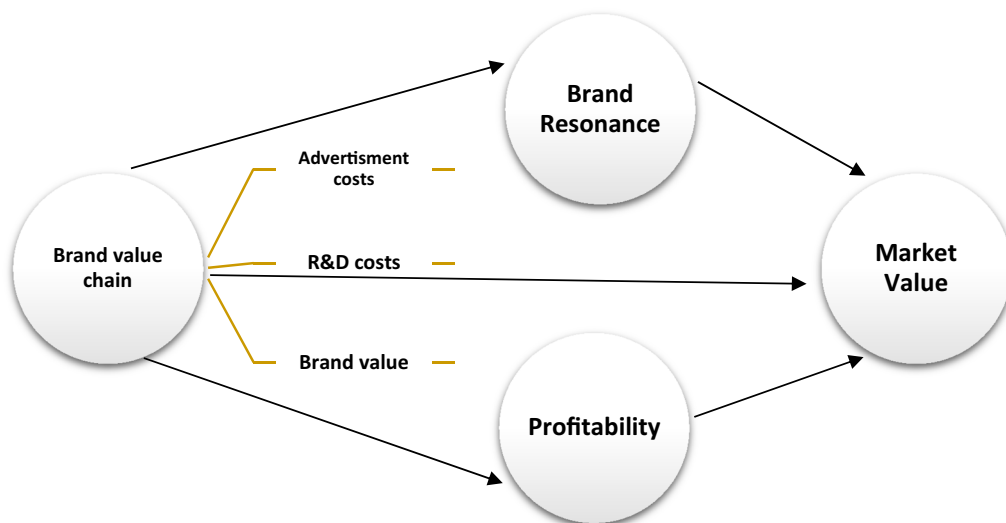 Brand
Resonance
Advertisment
costs
Brand value
chain
R&D costs
Market
Value
Brand value
Profitability